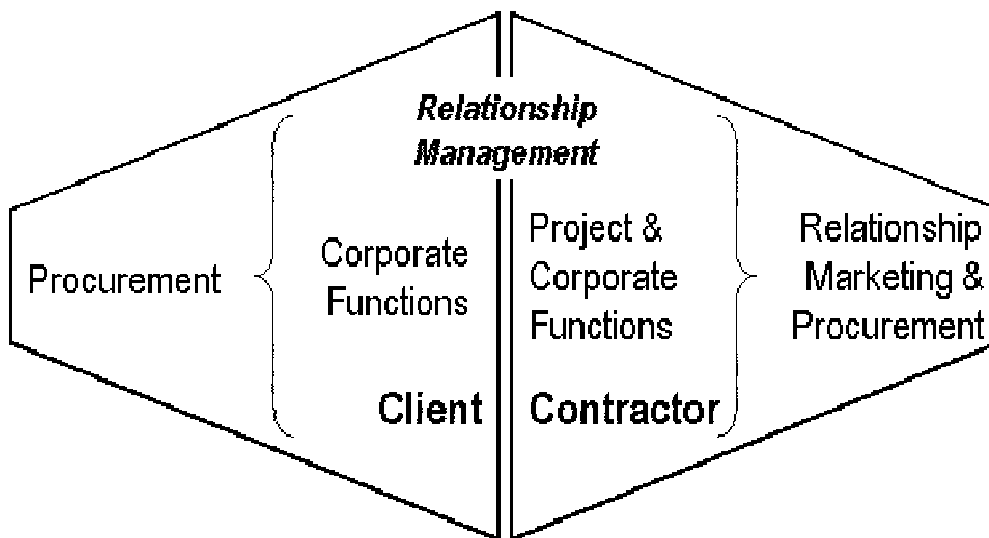 Relationship
Management
Procurement
Corporate
Functions
Project &
Corporate
Functions
Relationship
Marketing &
Procurement
Client
Contractor